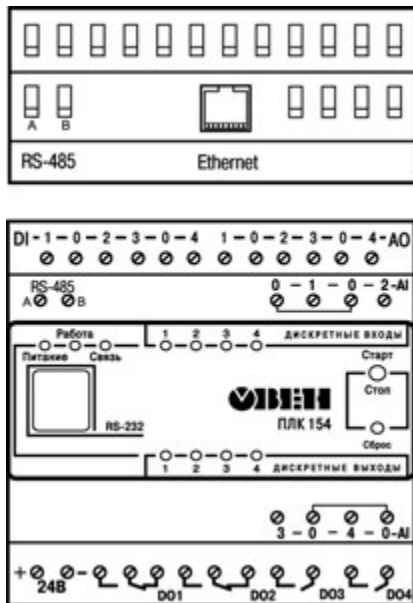 A B
RS-485 Ethernet
DI-1-0-2-3-0-4 1-0-2-3-0-4-AO
RS-485 0-1-0-2-AI
A B
Работа 1 2 3 4 ДИСКРЕТНЫЕ ВХОДЫ
Питание Связь Старт
Стоп
ОВЕН
RS-232 ПЛК 154
Сброс
1 2 3 4 ДИСКРЕТНЫЕ ВЫХОДЫ
3-0-4-0-AI
+ 24В - DO1 DO2 DO3 DO4